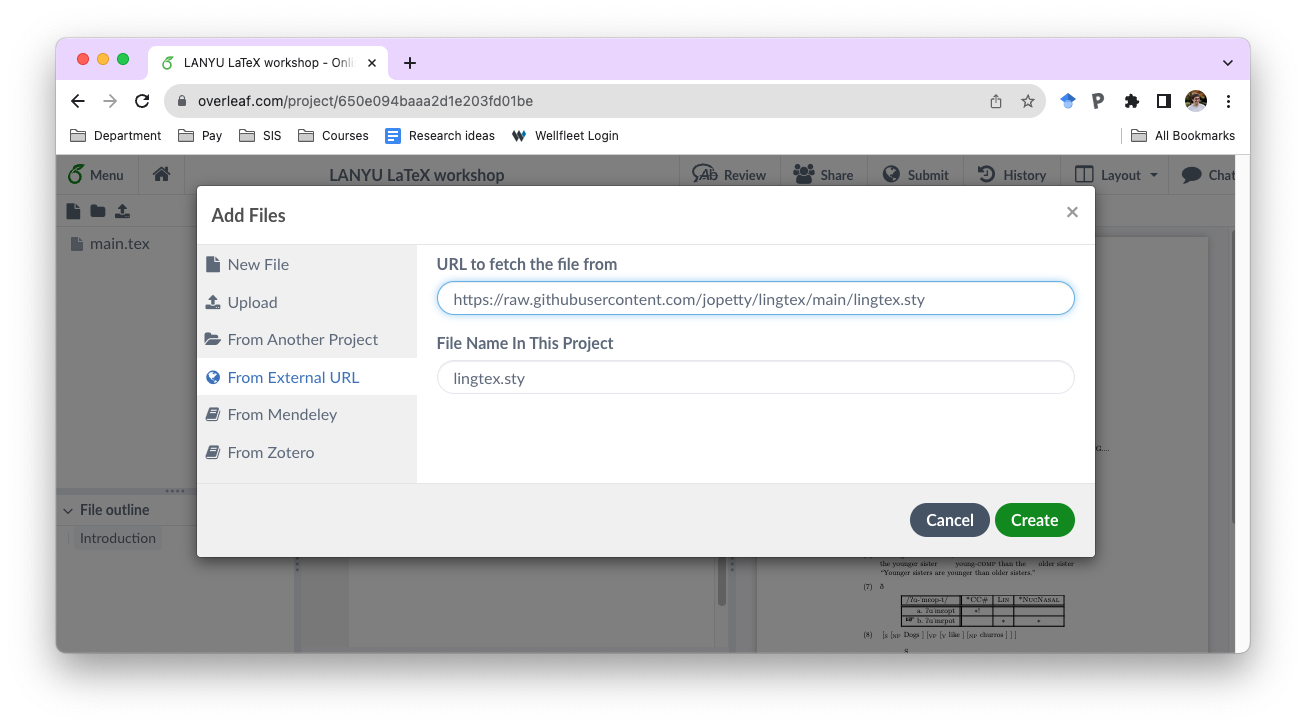 LANYU LaTeX workshop - Onli
overleaf.com/project/650e094baaa2d1e203fd01be
Department Pay SIS Courses Research ideas Wellfleet Login All Bookmarks
Menu LANYU LaTeX workshop Review Share Submit History Layout Chat
Add Files
main.tex
New File
Upload
From Another Project
From External URL
From Mendeley
From Zotero
URL to fetch the file from
https://raw.githubusercontent.com/jopetty/lingtex/main/lingtex.sty
File Name In This Project
lingtex.sty
Cancel Create
File outline
Introduction
the younger sister young-COMP than the older sister
“Younger sisters are younger than older sisters.”
(7) δ
/ʔu-ˈmrop-t/ *CC# LIN *NUCNASAL
a. ʔuˈmropt *!
☞ b. ʔuˈmrpot * *
(8) [S [NP Dogs ] [VP [V like ] [NP churros ] ] ]
S